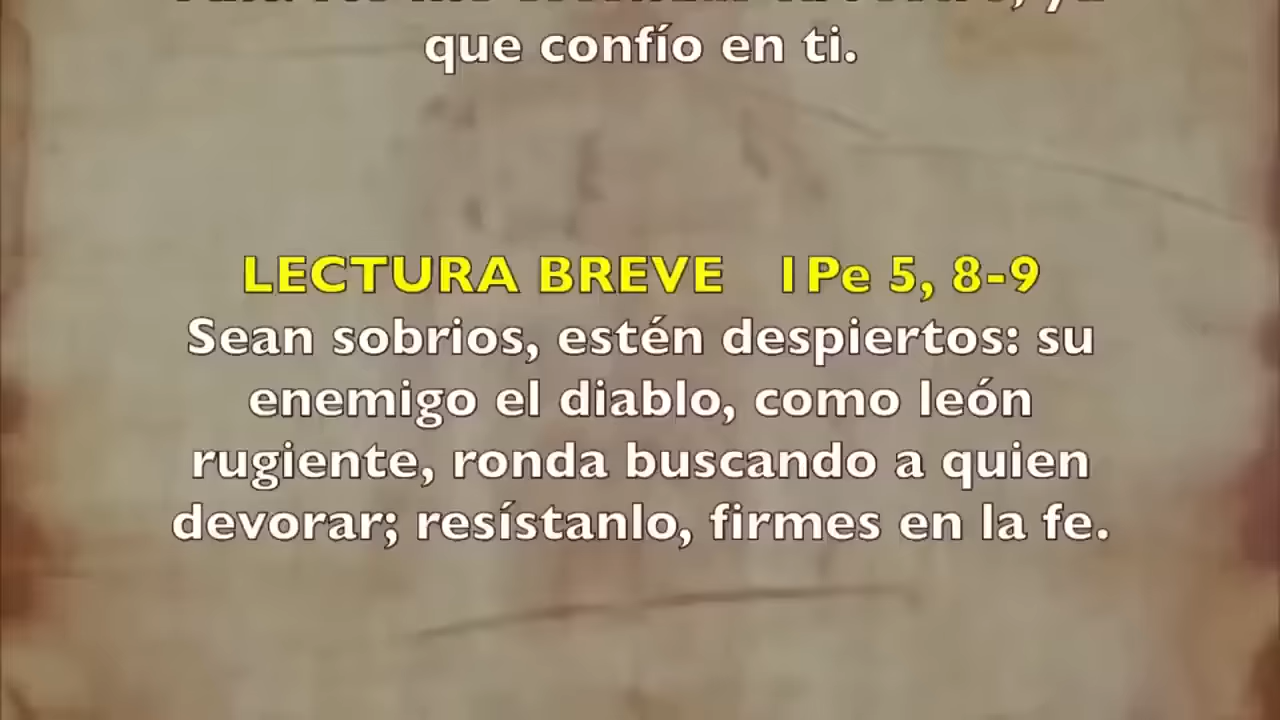 que confío en ti.
LECTURA BREVE 1Pe 5, 8-9
Sean sobrios, estén despiertos: su
enemigo el diablo, como león
rugiente, ronda buscando a quien
devorar; resístanlo, firmes en la fe.